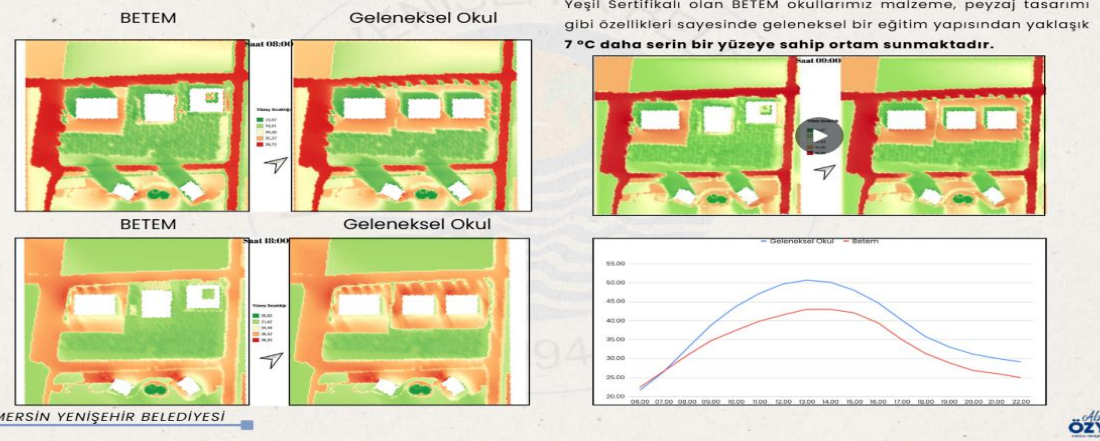 BETEM
Geleneksel Okul
Yeşil Sertifikalı olan BETEM okullarımız malzeme, peyzaj tasarımı
gibi özellikleri sayesinde geleneksel bir eğitim yapısından yaklaşık
7 °C daha serin bir yüzeye sahip ortam sunmaktadır.
Saat 08:00
Yüzey Sıcaklığı
Saat 09:00
BETEM
Geleneksel Okul
Saat 18:00
Yüzey Sıcaklığı
Geleneksel Okul
Betem
55.00
50.00
45.00
40.00
35.00
30.00
25.00
20.00
06.00 07.00 08.00 09.00 10.00 11.00 12.00 13.00 14.00 15.00 16.00 17.00 18.00 19.00 20.00 21.00 22.00
MERSİN YENİŞEHİR BELEDİYESİ